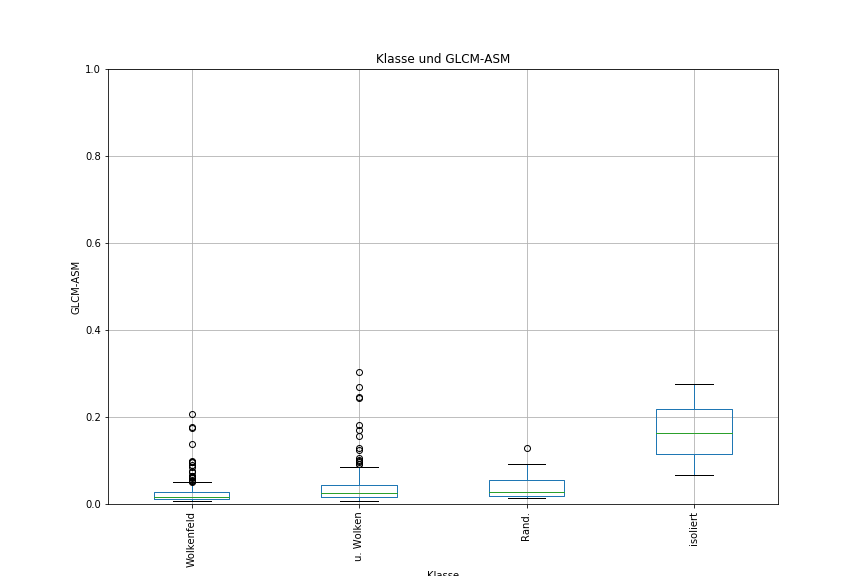 Klasse und GLCM-ASM
1.0
0.8
0.6
0.4
0.2
0.0
GLCM-ASM
Wolkenfeld
u. Wolken
Rand.
isoliert
Klasse